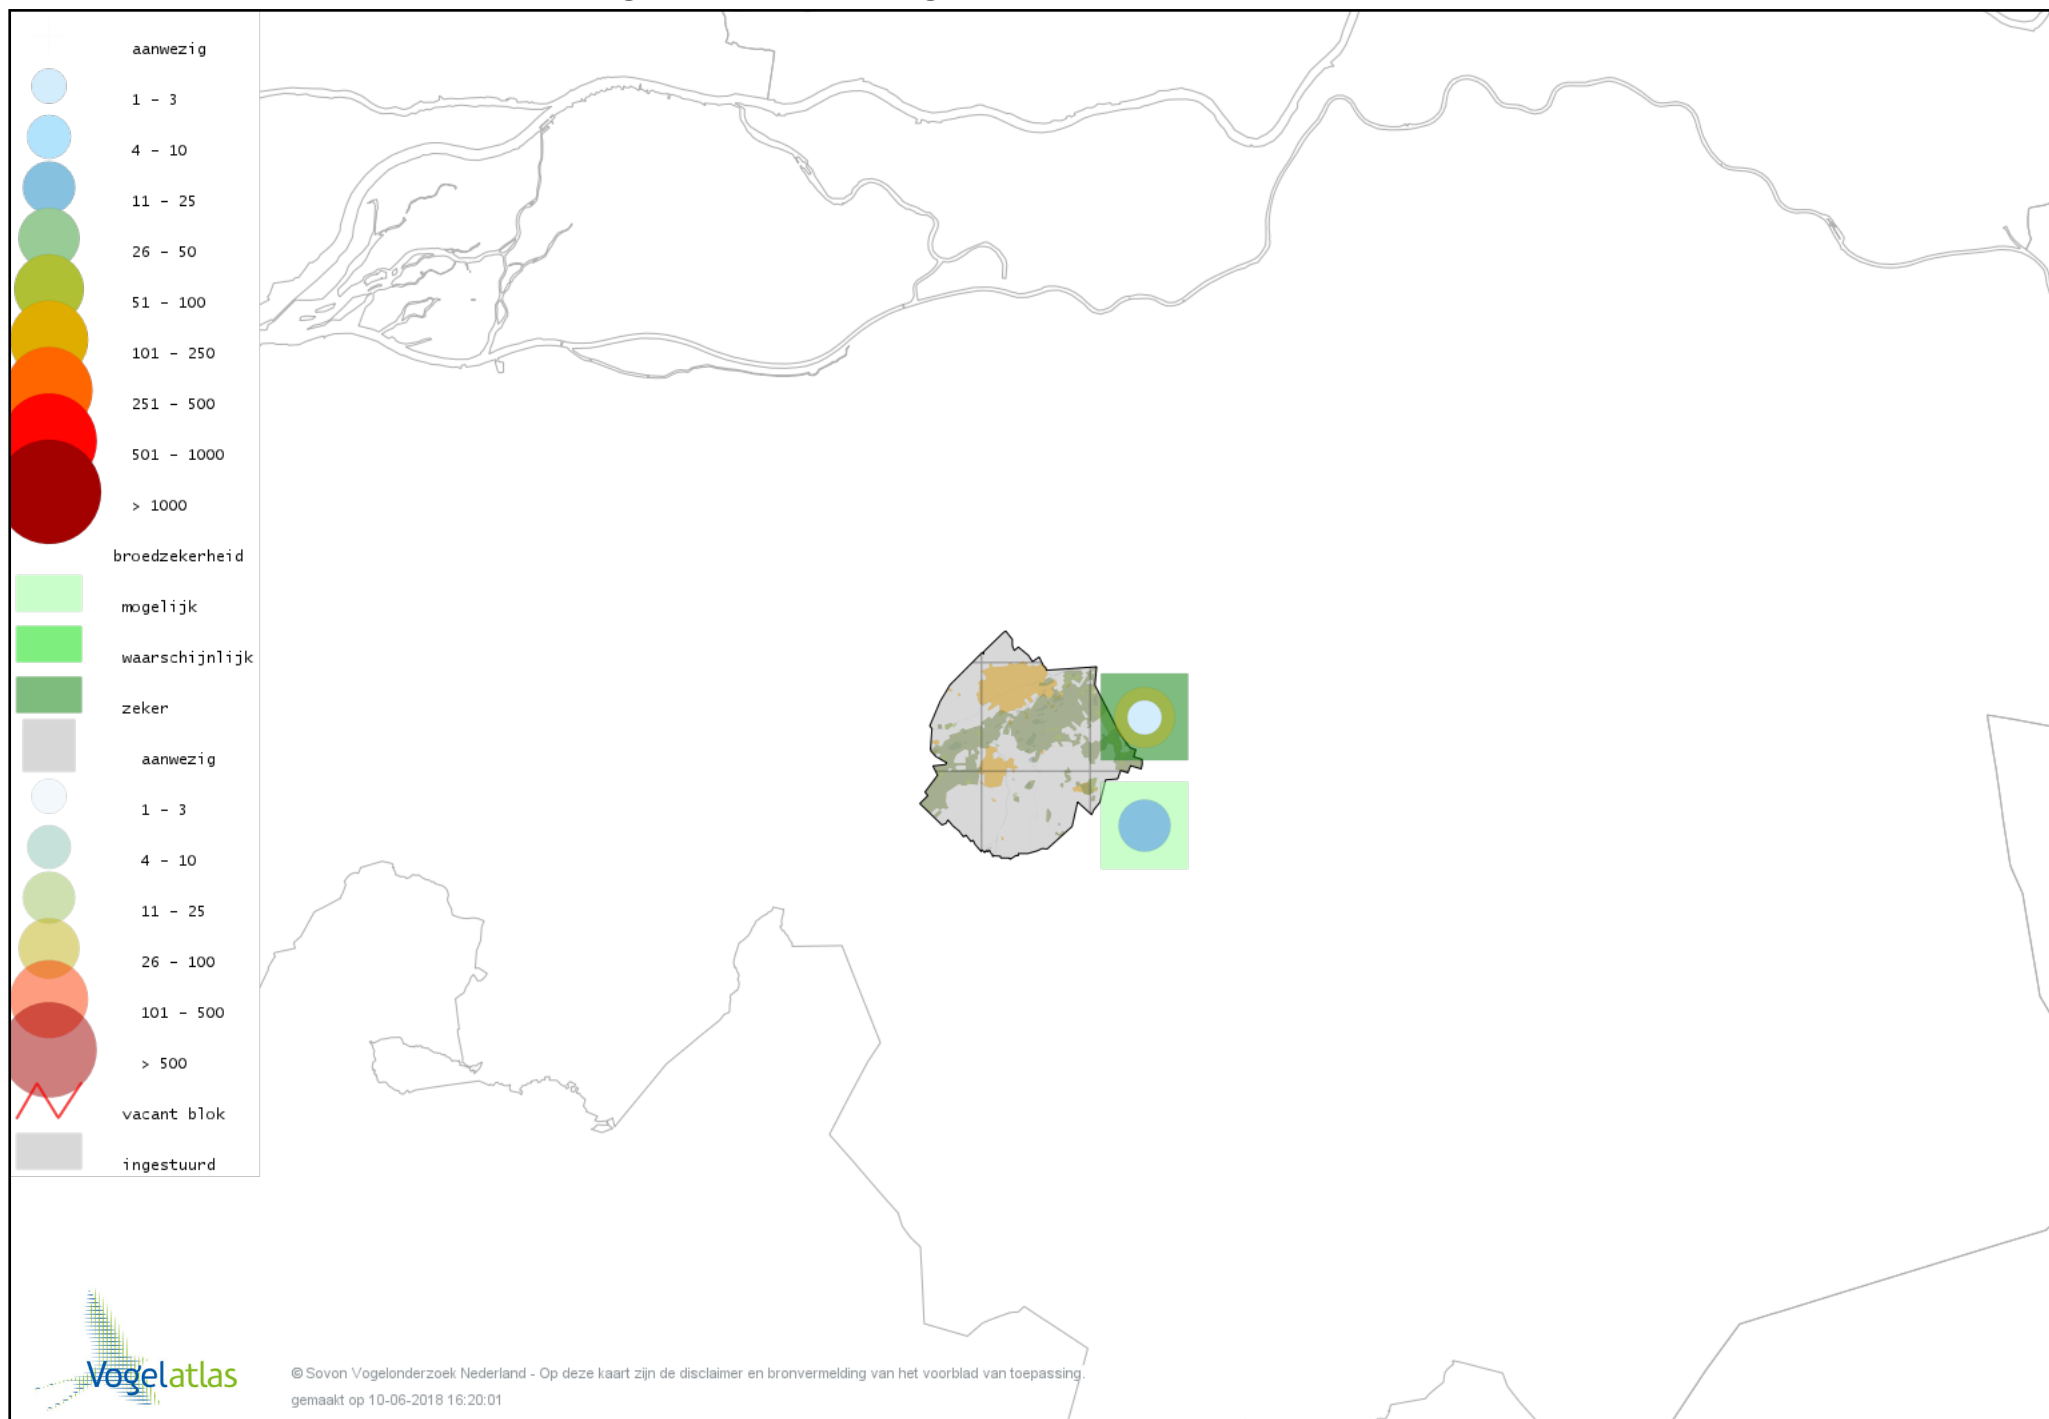 aanwezig
1 - 3
4 - 10
11 - 25
26 - 50
51 - 100
101 - 250
251 - 500
501 - 1000
> 1000
broedzekerheid
mogelijk
waarschijnlijk
zeker
aanwezig
1 - 3
4 - 10
11 - 25
26 - 100
101 - 500
> 500
vacant blok
ingestuurd
Vogelatlas
© Sovon Vogelonderzoek Nederland - Op deze kaart zijn de disclaimer en bronvermelding van het voorblad van toepassing.
gemaakt op 10-06-2018 16:20:01